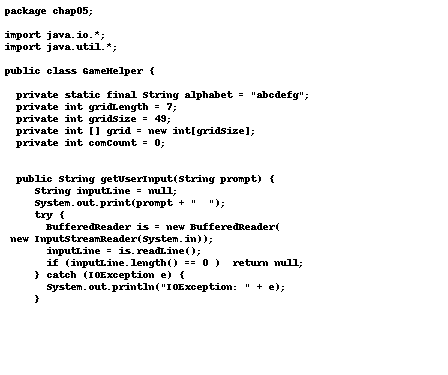 package chap05;
import java.io.*;
import java.util.*;
public class GameHelper {
private static final String alphabet = "abcdefg";
private int gridLength = 7;
private int gridSize = 49;
private int [] grid = new int[gridSize];
private int comCount = 0;
public String getUserInput(String prompt) {
String inputLine = null;
System.out.print(prompt + "  ");
try {
BufferedReader is = new BufferedReader(
new InputStreamReader(System.in));
inputLine = is.readLine();
if (inputLine.length() == 0 )  return null;
} catch (IOException e) {
System.out.println("IOException: " + e);
}